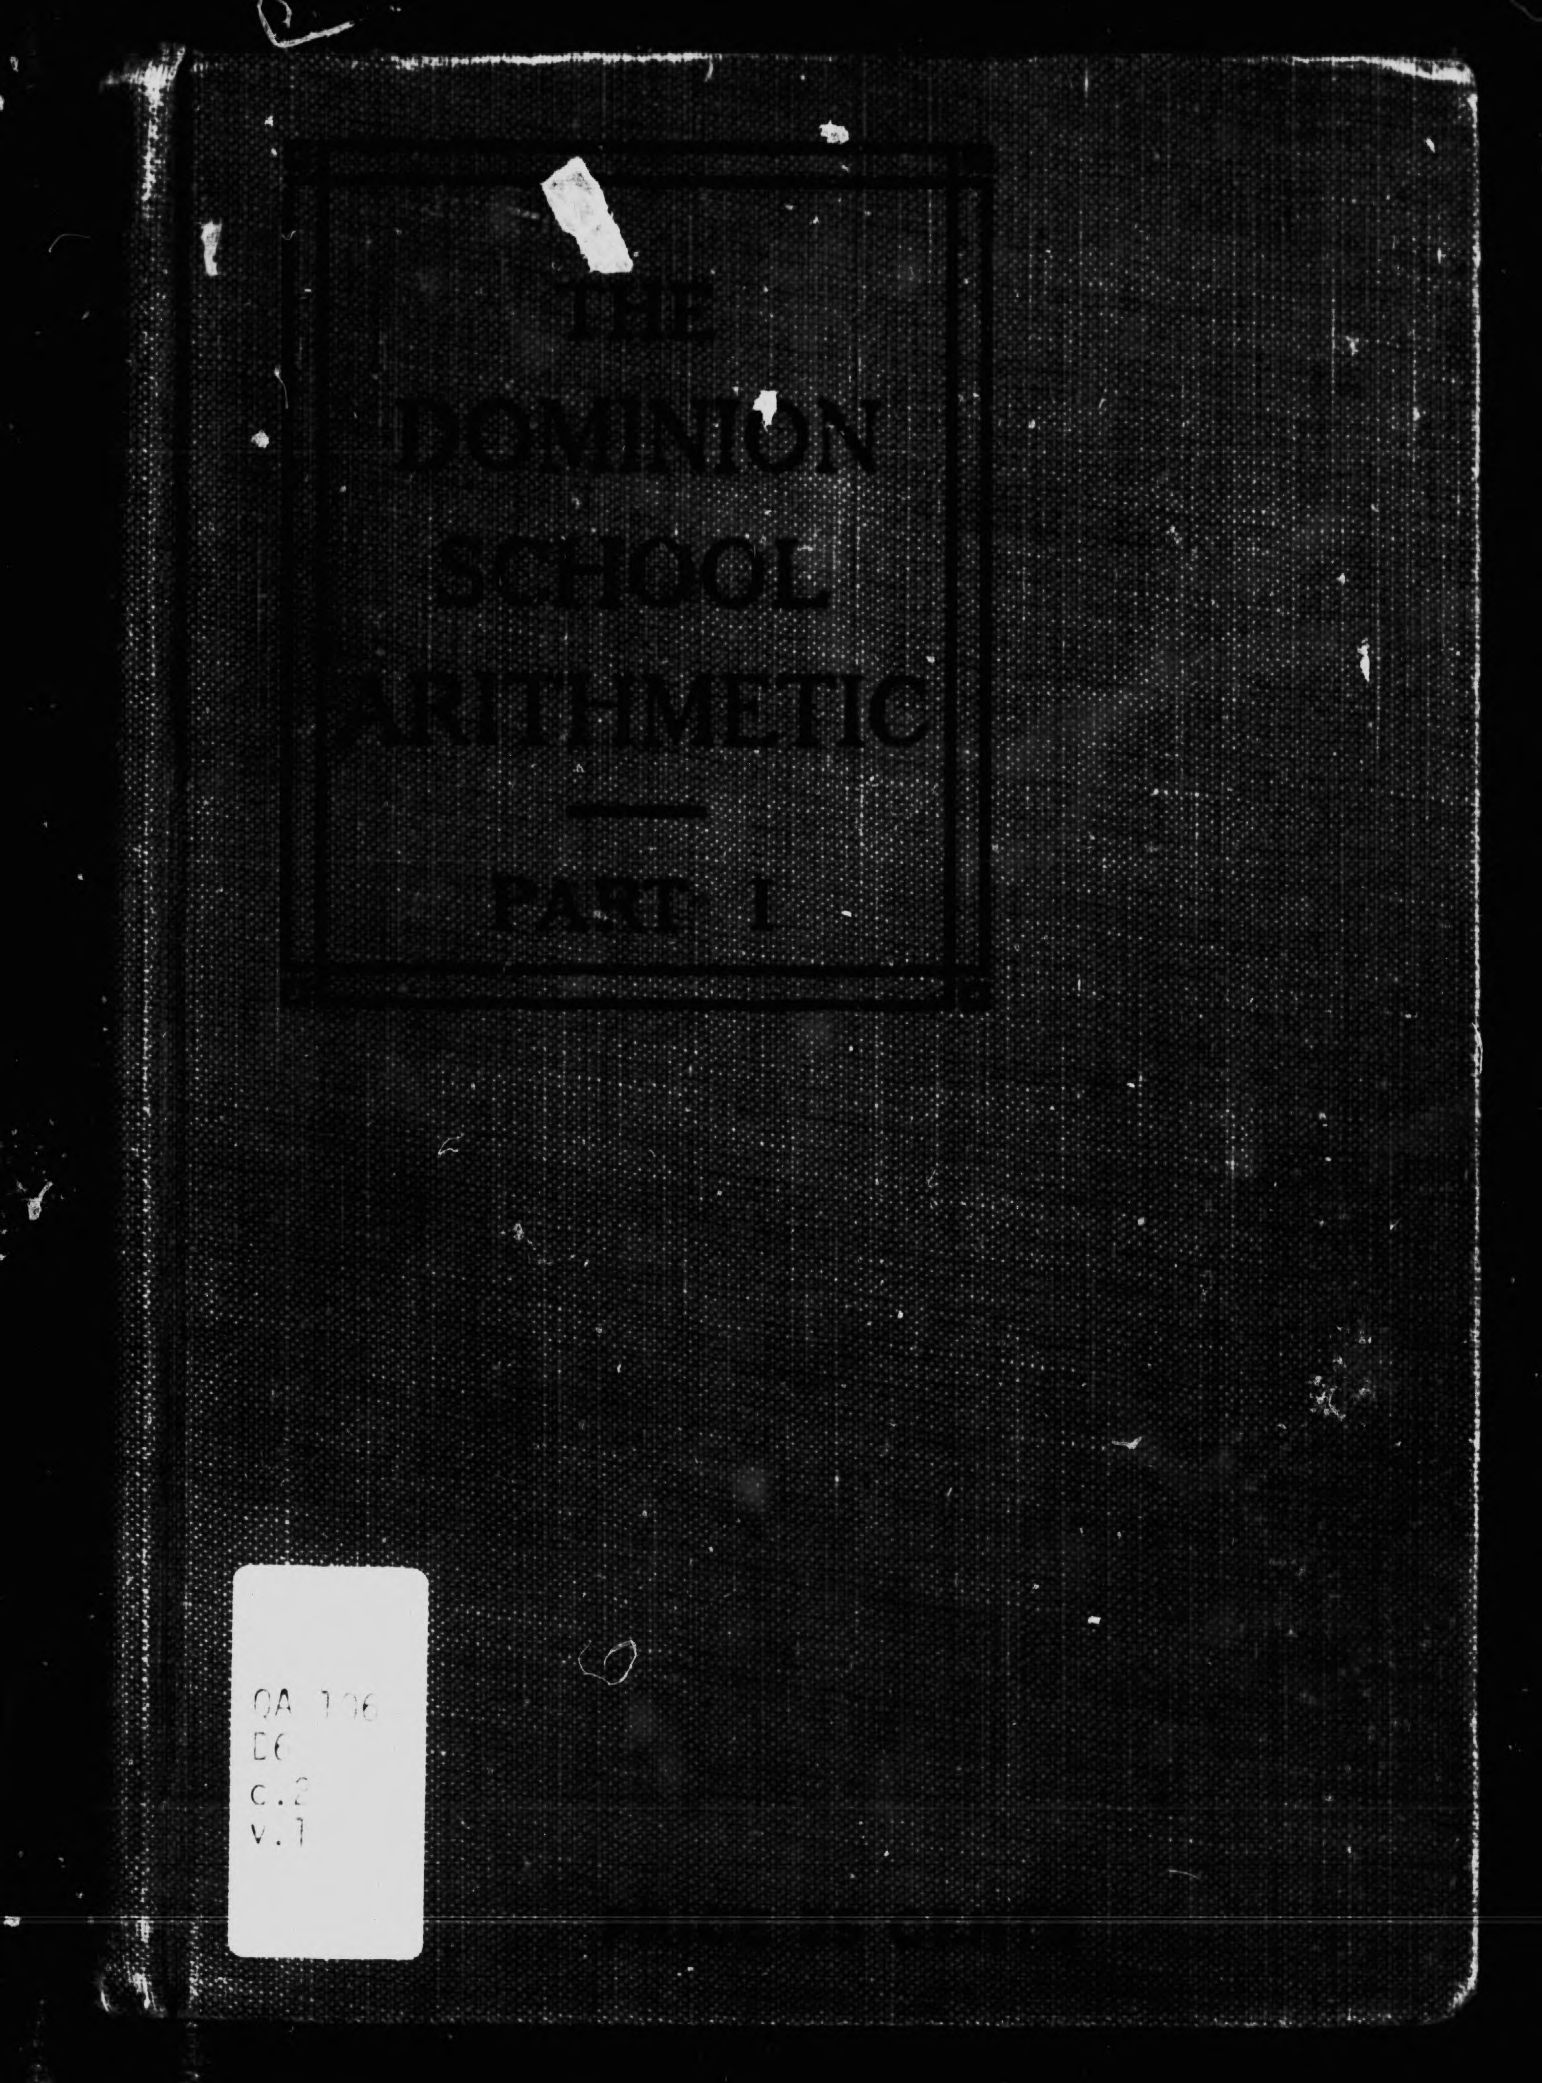 THE
DOMINION
SCHOOL
ARITHMETIC
PART I
QA 106
D6
c.2
v.1